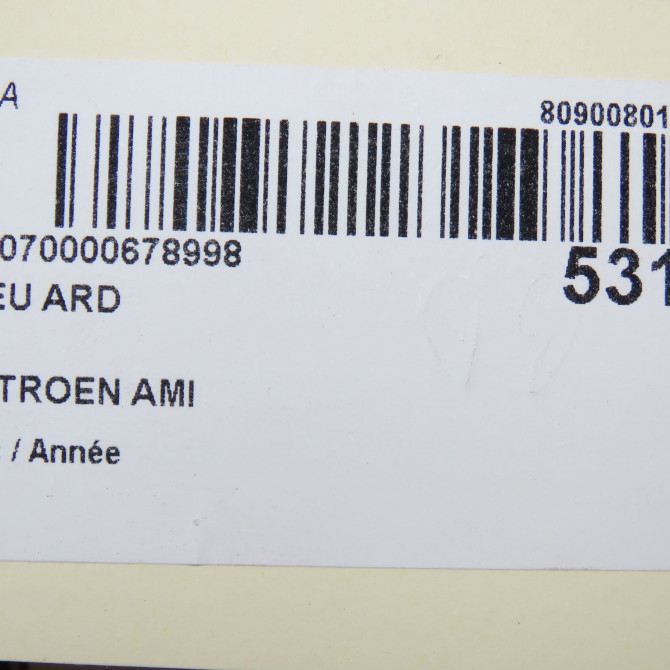 A
80900801
070000678998
531
EU ARD
TROEN AMI
/ Année